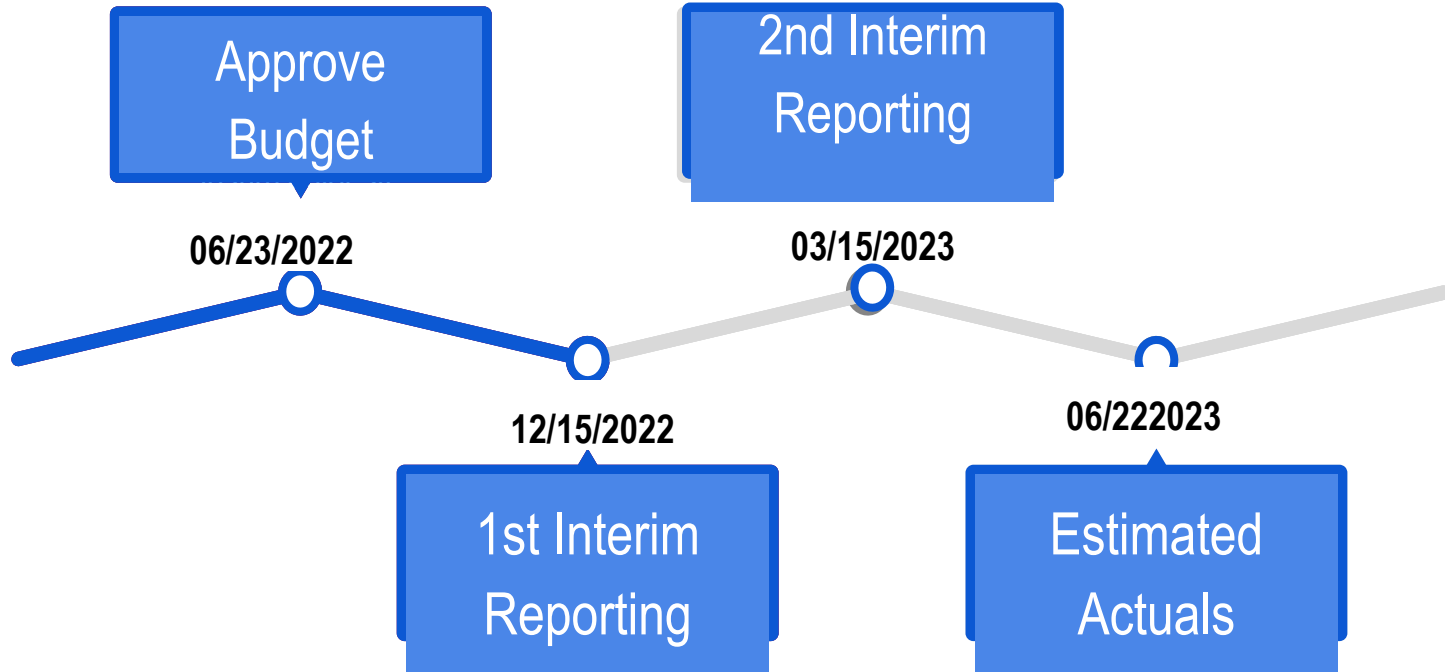 Approve
Budget
06/23/2022
12/15/2022
1st Interim
Reporting
2nd Interim
Reporting
03/15/2023
06/222023
Estimated
Actuals